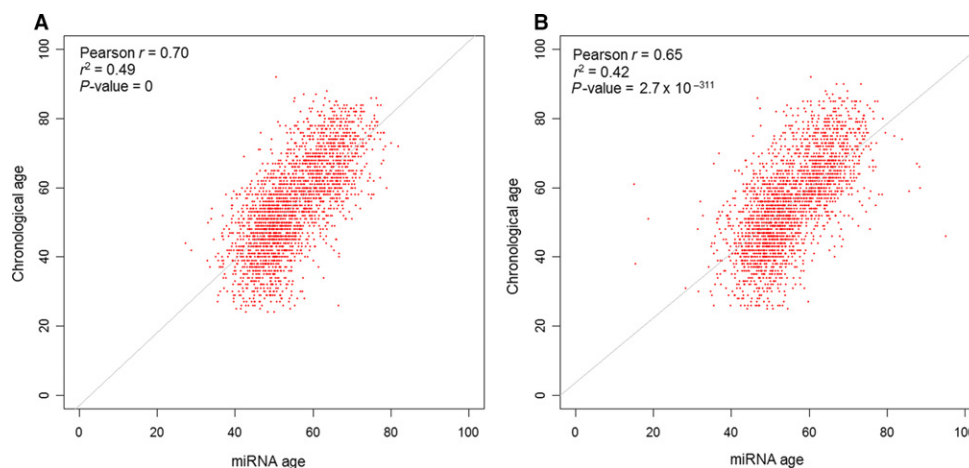 A
Pearson r = 0.70
r² = 0.49
P-value = 0
Chronological age
100
80
60
40
20
0
0 20 40 60 80 100
miRNA age
B
Pearson r = 0.65
r² = 0.42
P-value = 2.7 x 10⁻³¹¹
Chronological age
100
80
60
40
20
0
0 20 40 60 80 100
miRNA age